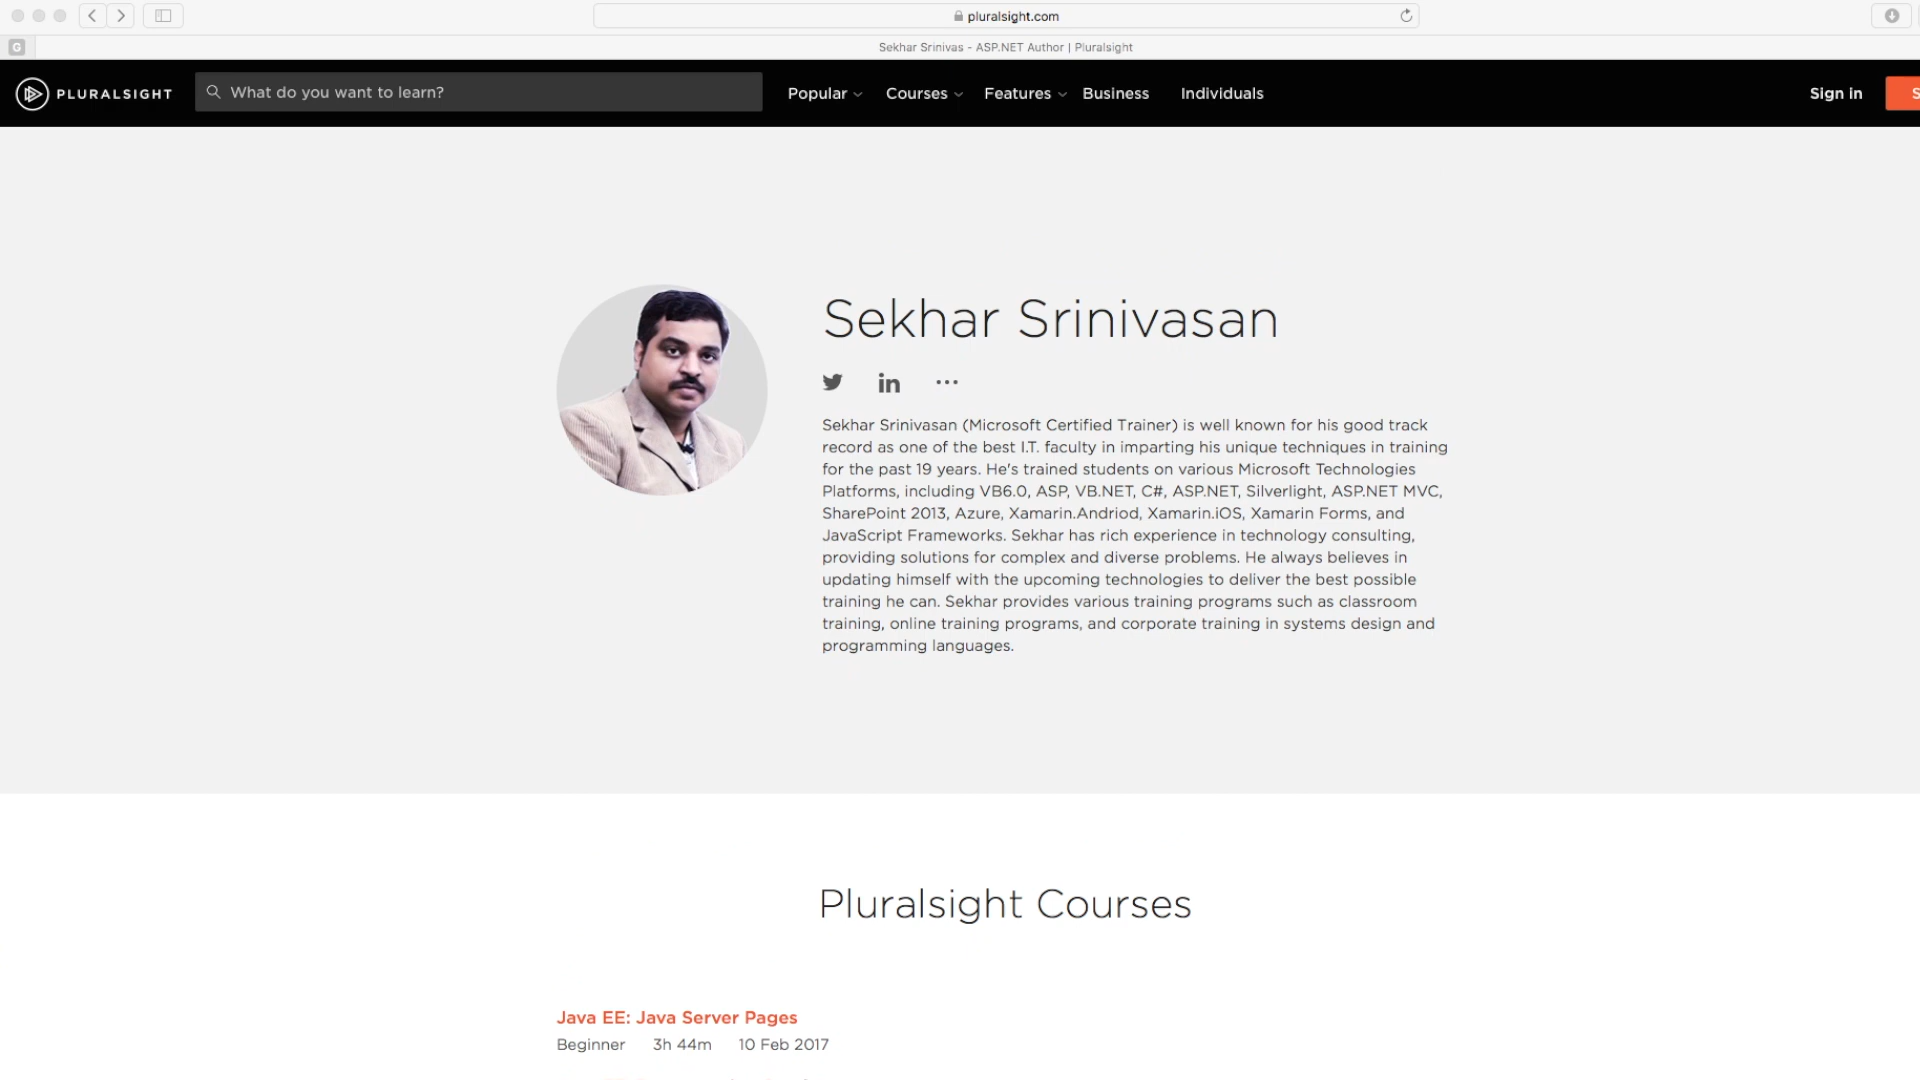 pluralsight.com
G
Sekhar Srinivas - ASP.NET Author | Pluralsight
PLURALSIGHT
What do you want to learn?
Popular
Courses
Features
Business
Individuals
Sign in
S
Sekhar Srinivasan
in
Sekhar Srinivasan (Microsoft Certified Trainer) is well known for his good track
record as one of the best I.T. faculty in imparting his unique techniques in training
for the past 19 years. He's trained students on various Microsoft Technologies
Platforms, including VB6.0, ASP, VB.NET, C#, ASP.NET, Silverlight, ASP.NET MVC,
SharePoint 2013, Azure, Xamarin.Andriod, Xamarin.iOS, Xamarin Forms, and
JavaScript Frameworks. Sekhar has rich experience in technology consulting,
providing solutions for complex and diverse problems. He always believes in
updating himself with the upcoming technologies to deliver the best possible
training he can. Sekhar provides various training programs such as classroom
training, online training programs, and corporate training in systems design and
programming languages.
Pluralsight Courses
Java EE: Java Server Pages
Beginner 3h 44m 10 Feb 2017